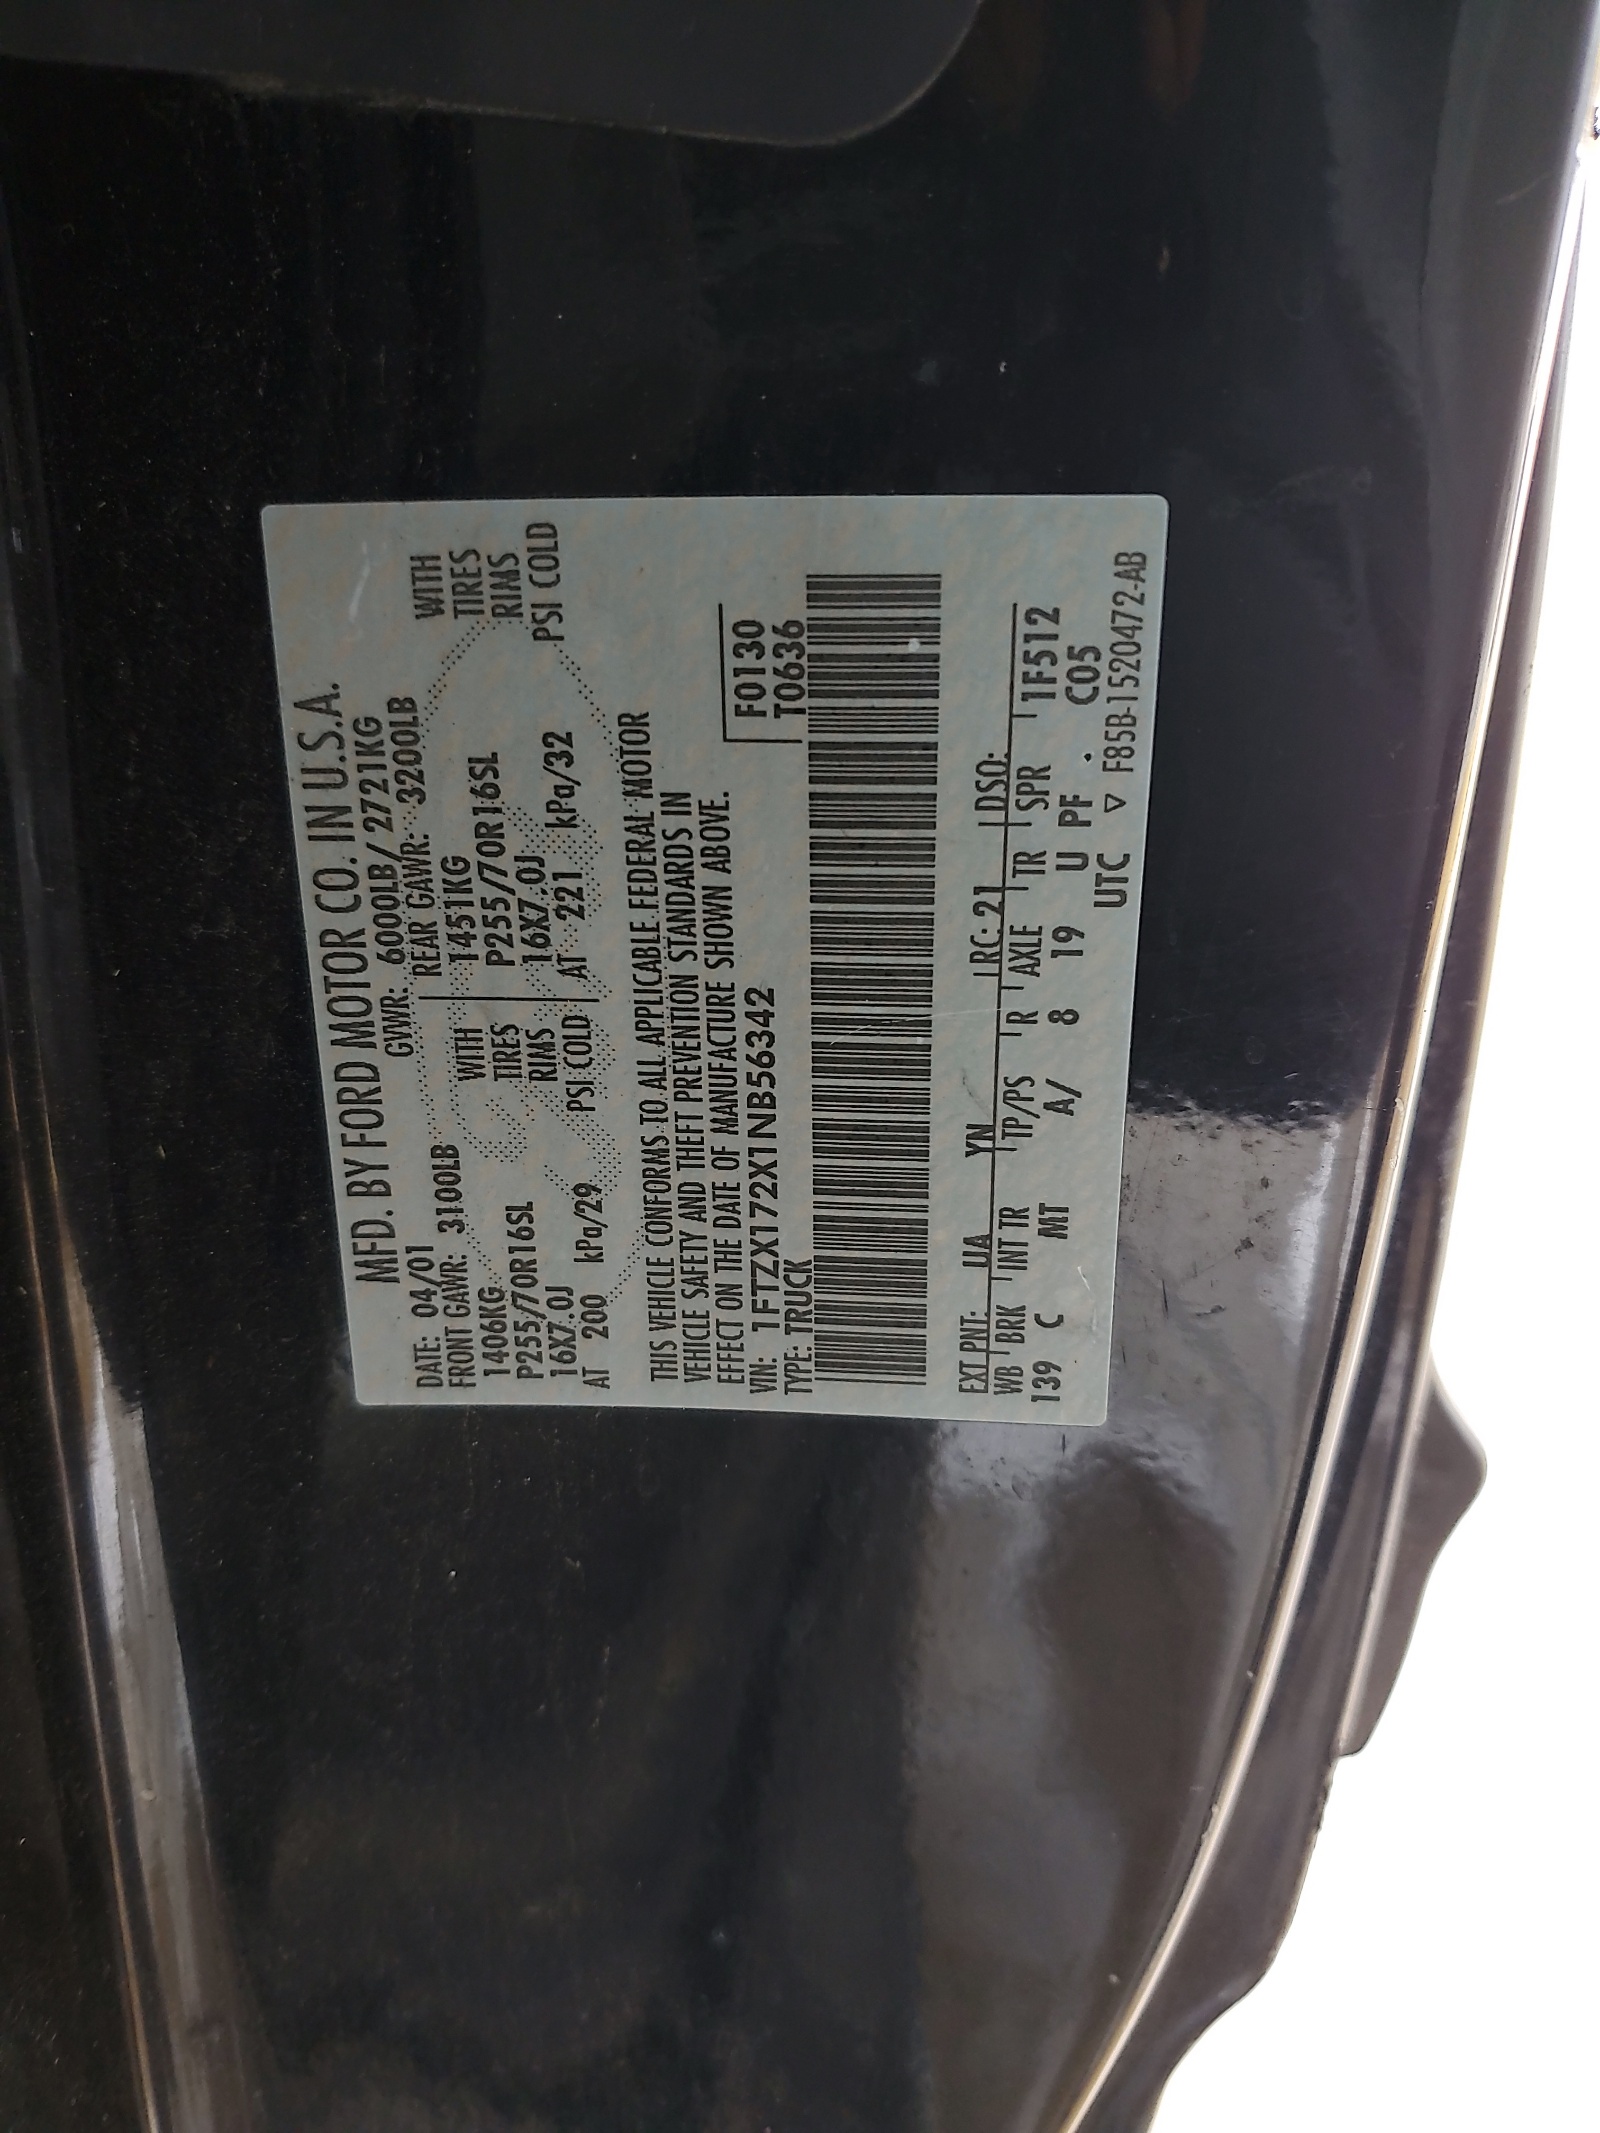 MFD. BY FORD MOTOR CO. IN U.S.A.
DATE: 04/01 GVWR: 6000LB/ 2721KG
FRONT GAWR: 3100LB REAR GAWR: 3200LB
1406KG WITH 1451KG WITH
P255/70R16SL TIRES P255/70R16SL TIRES
16X7.0J RIMS 16X7.0J RIMS
AT 200 kPa/29 PSI COLD AT 221 kPa/32 PSI COLD
THIS VEHICLE CONFORMS TO ALL APPLICABLE FEDERAL MOTOR
VEHICLE SAFETY AND THEFT PREVENTION STANDARDS IN
EFFECT ON THE DATE OF MANUFACTURE SHOWN ABOVE.
VIN: 1FTZX172X1NB56342 F0130
TYPE: TRUCK T0636
EXT PNT: UA YN RC: 21 DSO:
WB BRK INT TR TP/PS R AXLE TR SPR 1F512
139 C MT A/ 8 19 U PF . C05
UTC ▽ F85B-1520472-AB